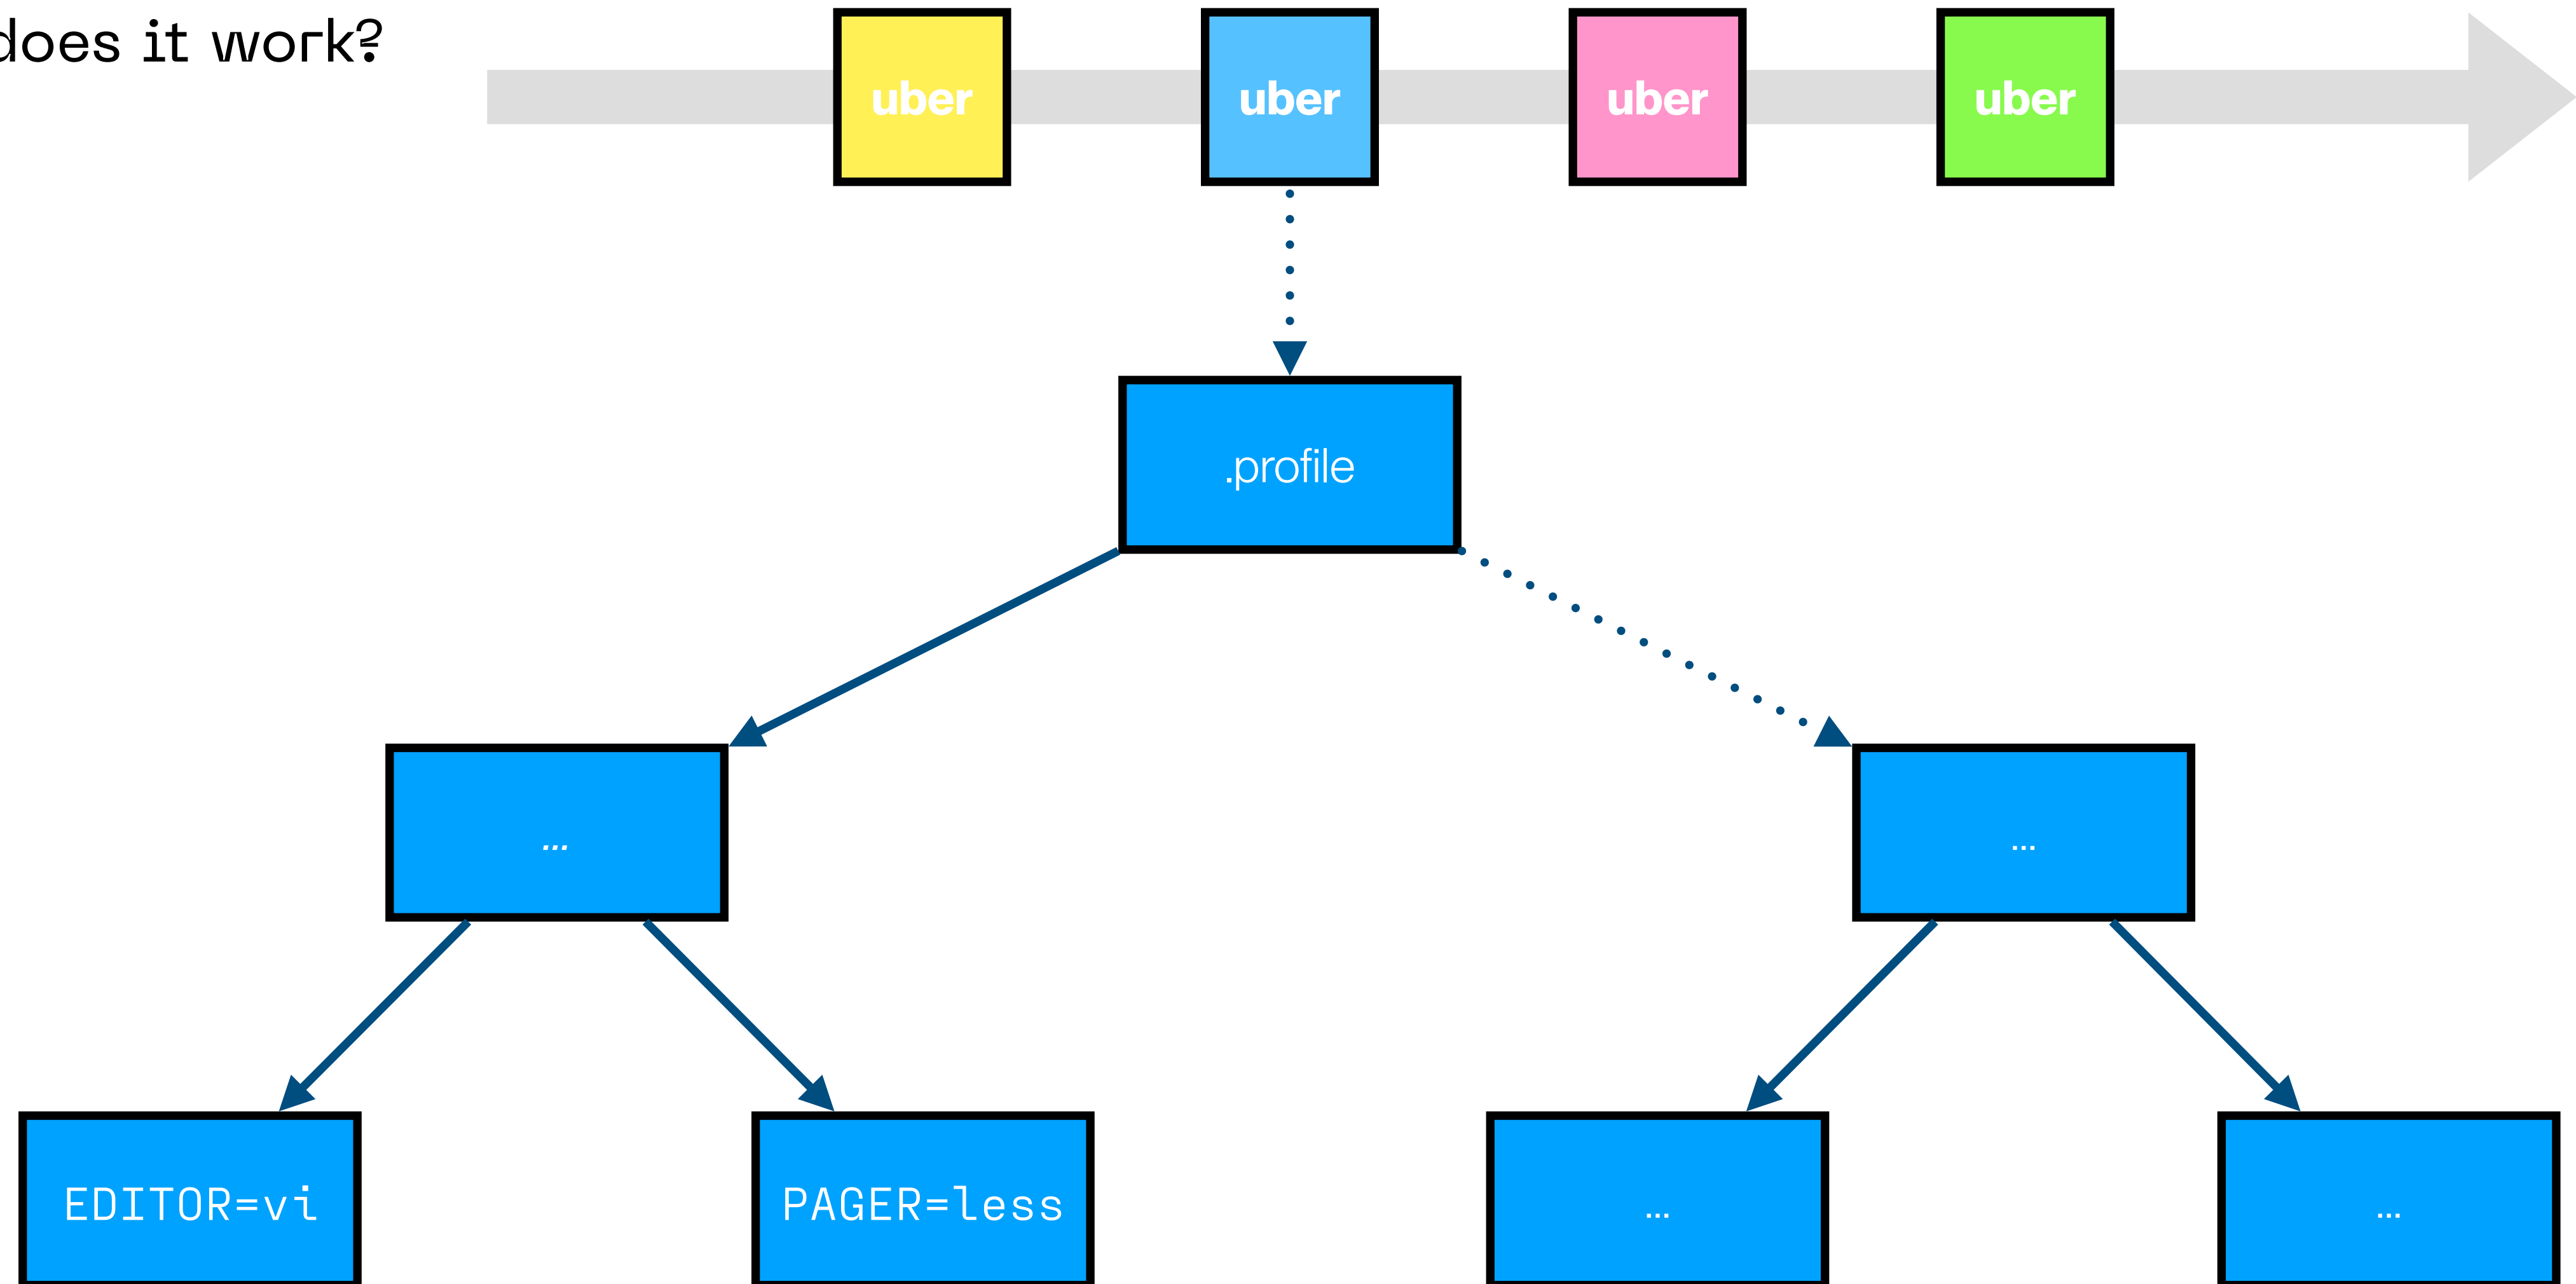 does it work?
uber
uber
uber
uber
.profile
...
...
EDITOR=vi
PAGER=less
...
...